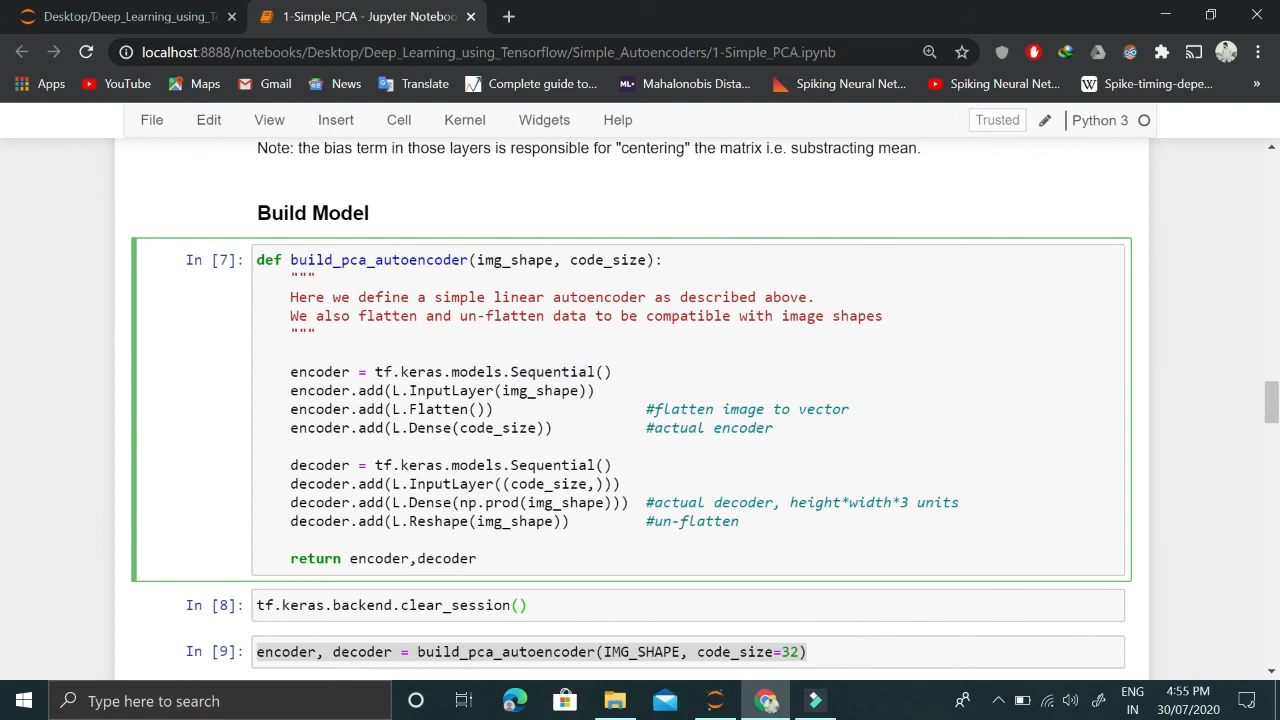 Desktop/Deep_Learning_using_Te
1-Simple_PCA - Jupyter Noteboo
localhost:8888/notebooks/Desktop/Deep_Learning_using_Tensorflow/Simple_Autoencoders/1-Simple_PCA.ipynb
Apps YouTube Maps Gmail News Translate Complete guide to... ML+ Mahalonobis Dista... Spiking Neural Net... Spiking Neural Net... W Spike-timing-depe... »
File Edit View Insert Cell Kernel Widgets Help Trusted Python 3
Note: the bias term in those layers is responsible for "centering" the matrix i.e. substracting mean.
Build Model
In [7]: def build_pca_autoencoder(img_shape, code_size):
"""
Here we define a simple linear autoencoder as described above.
We also flatten and un-flatten data to be compatible with image shapes
"""
encoder = tf.keras.models.Sequential()
encoder.add(L.InputLayer(img_shape))
encoder.add(L.Flatten()) #flatten image to vector
encoder.add(L.Dense(code_size)) #actual encoder
decoder = tf.keras.models.Sequential()
decoder.add(L.InputLayer((code_size,)))
decoder.add(L.Dense(np.prod(img_shape))) #actual decoder, height*width*3 units
decoder.add(L.Reshape(img_shape)) #un-flatten
return encoder,decoder
In [8]: tf.keras.backend.clear_session()
In [9]: encoder, decoder = build_pca_autoencoder(IMG_SHAPE, code_size=32)
Type here to search
ENG
IN
4:55 PM
30/07/2020